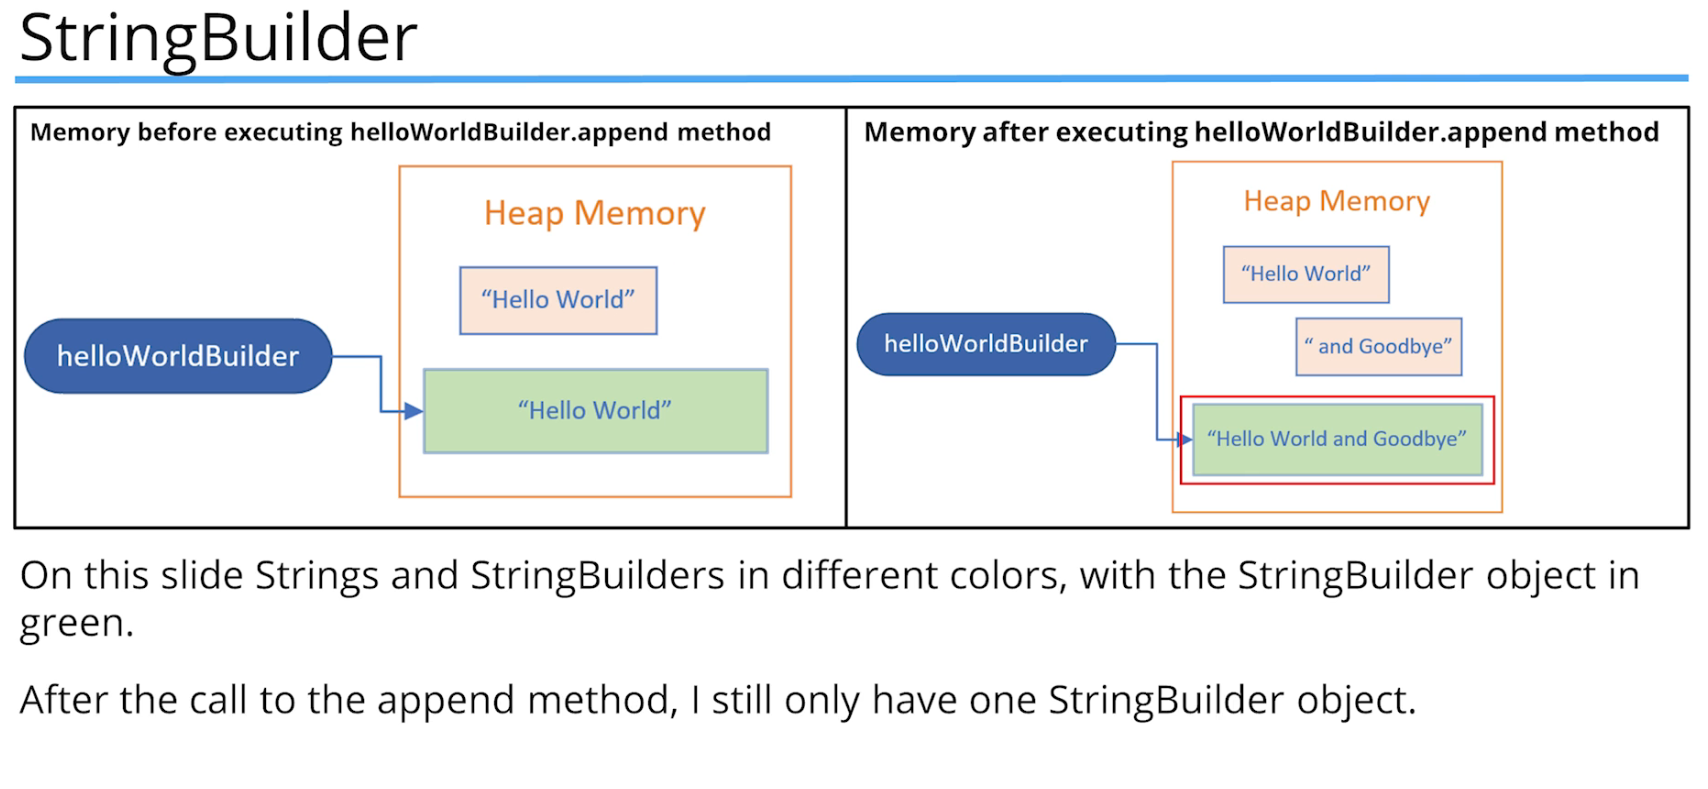 StringBuilder
Memory before executing helloWorldBuilder.append method
Heap Memory
“Hello World”
helloWorldBuilder
“Hello World”
Memory after executing helloWorldBuilder.append method
Heap Memory
“Hello World”
“ and Goodbye”
helloWorldBuilder
“Hello World and Goodbye”
On this slide Strings and StringBuilders in different colors, with the StringBuilder object in
green.
After the call to the append method, I still only have one StringBuilder object.